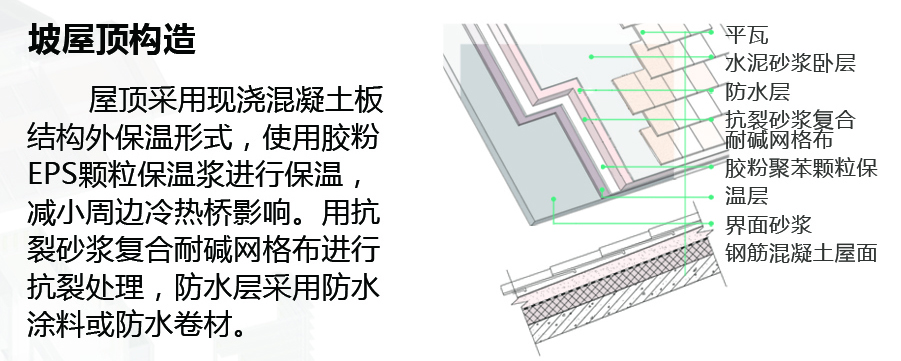 坡屋顶构造
屋顶采用现浇混凝土板
结构外保温形式，使用胶粉
EPS颗粒保温浆进行保温，
减小周边冷热桥影响。用抗
裂砂浆复合耐碱网格布进行
抗裂处理，防水层采用防水
涂料或防水卷材。
平瓦
水泥砂浆卧层
防水层
抗裂砂浆复合
耐碱网格布
胶粉聚苯颗粒保
温层
界面砂浆
钢筋混凝土屋面